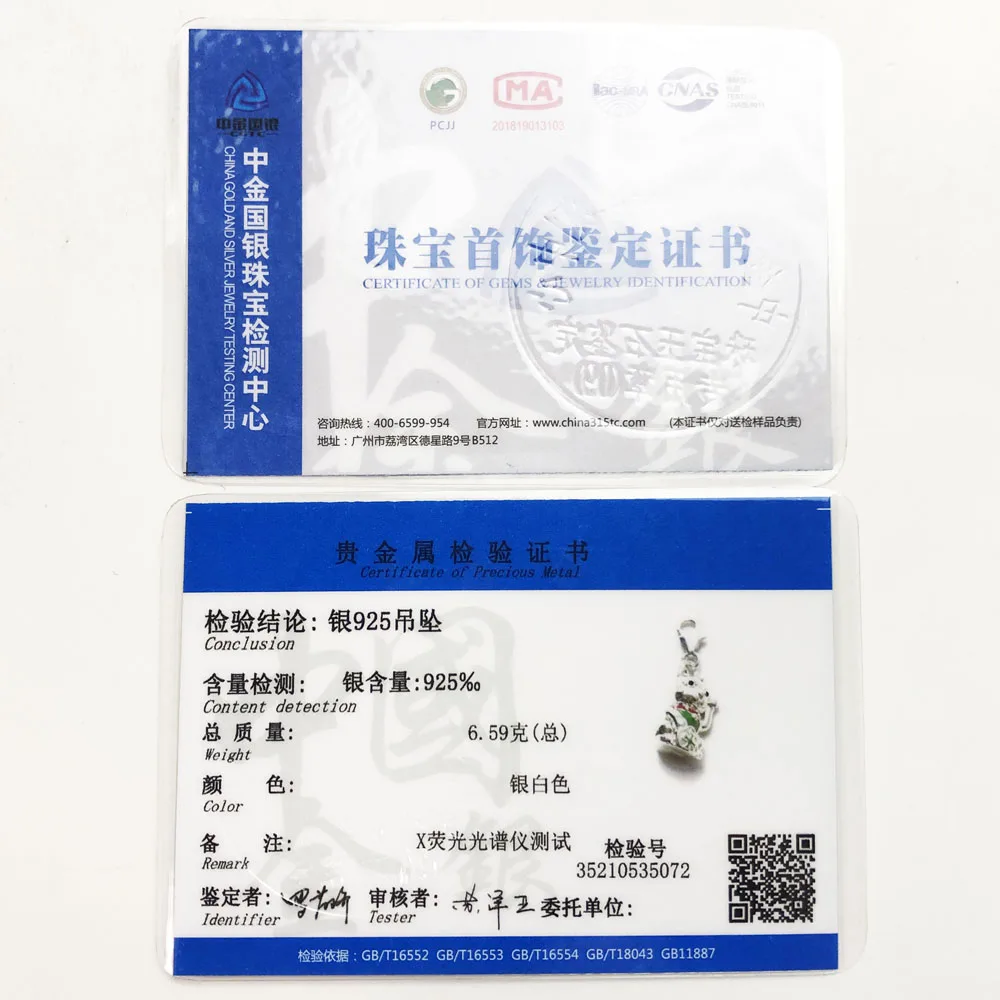 PCJJ
MA
201819013103
ilac-MRA
CNAS
中金国银
CGTC
中金国银珠宝检测中心
CHINA GOLD AND SILVER JEWELRY TESTING CENTER
珠宝首饰鉴定证书
CERTIFICATE OF GEMS & JEWELRY IDENTIFICATION
珠宝玉石鉴定
咨询热线:400-6599-954 官方网址:www.china315tc.com (本证书仅对送检样品负责)
地址:广州市荔湾区德星路9号B512
贵金属检验证书
Certificate of Precious Metal
检验结论: 银925吊坠
Conclusion
含量检测: 银含量:925‰
Content detection
总 质 量: 6.59克(总)
Weight
颜 色: 银白色
Color
备 注: X荧光光谱仪测试
Remark
检验号
35210535072
鉴定者: 审核者: 委托单位:
Identifier Tester
检验依据:GB/T16552 GB/T16553 GB/T16554 GB/T18043 GB11887